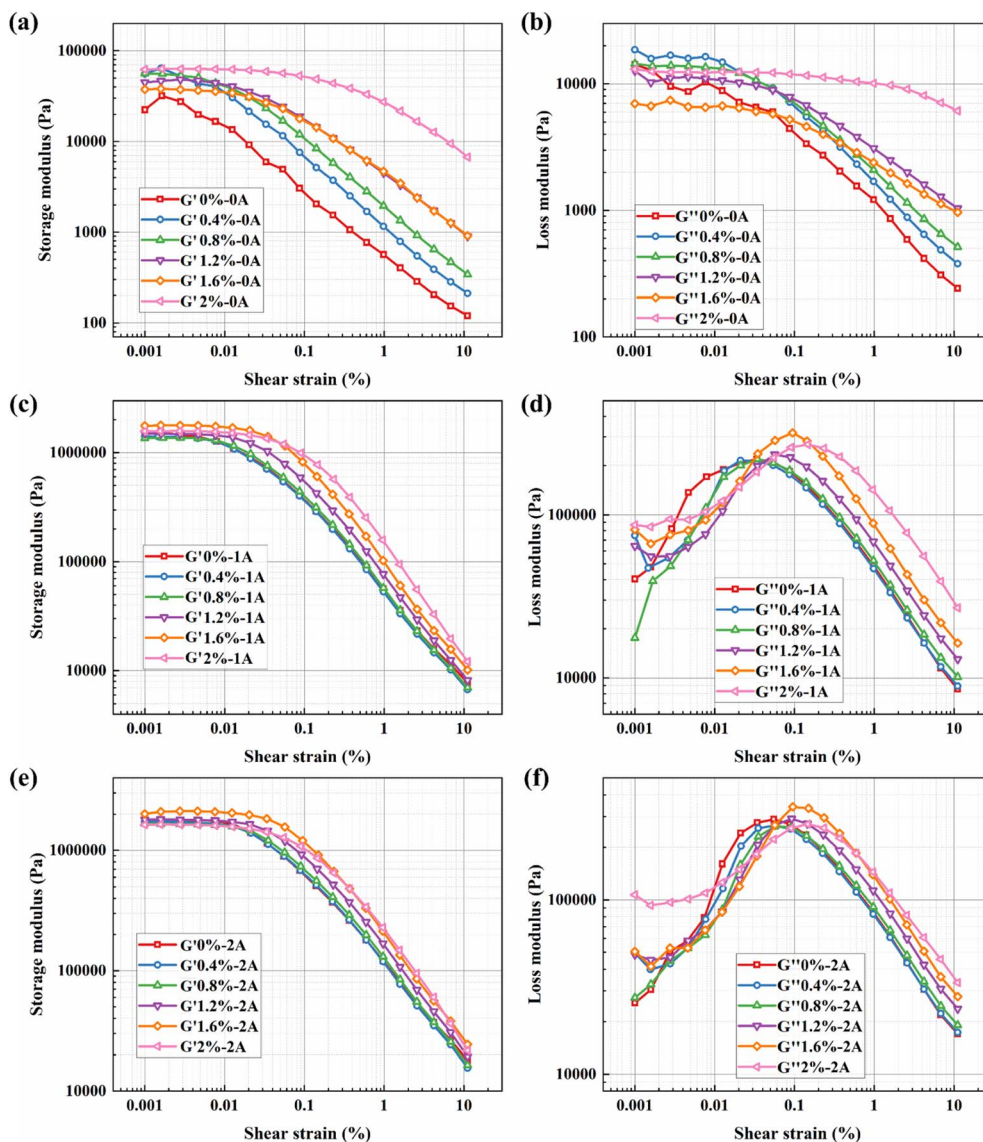 (a)
Storage modulus (Pa)
100000
10000
1000
100
G'0%-0A
G'0.4%-0A
G'0.8%-0A
G'1.2%-0A
G'1.6%-0A
G'2%-0A
0.001 0.01 0.1 1 10
Shear strain (%)
(b)
Loss modulus (Pa)
10000
1000
100
G''0%-0A
G''0.4%-0A
G''0.8%-0A
G''1.2%-0A
G''1.6%-0A
G''2%-0A
0.001 0.01 0.1 1 10
Shear strain (%)
(c)
Storage modulus (Pa)
1000000
100000
10000
G'0%-1A
G'0.4%-1A
G'0.8%-1A
G'1.2%-1A
G'1.6%-1A
G'2%-1A
0.001 0.01 0.1 1 10
Shear strain (%)
(d)
Loss modulus (Pa)
100000
10000
G''0%-1A
G''0.4%-1A
G''0.8%-1A
G''1.2%-1A
G''1.6%-1A
G''2%-1A
0.001 0.01 0.1 1 10
Shear strain (%)
(e)
Storage modulus (Pa)
1000000
100000
10000
G'0%-2A
G'0.4%-2A
G'0.8%-2A
G'1.2%-2A
G'1.6%-2A
G'2%-2A
0.001 0.01 0.1 1 10
Shear strain (%)
(f)
Loss modulus (Pa)
100000
10000
G''0%-2A
G''0.4%-2A
G''0.8%-2A
G''1.2%-2A
G''1.6%-2A
G''2%-2A
0.001 0.01 0.1 1 10
Shear strain (%)